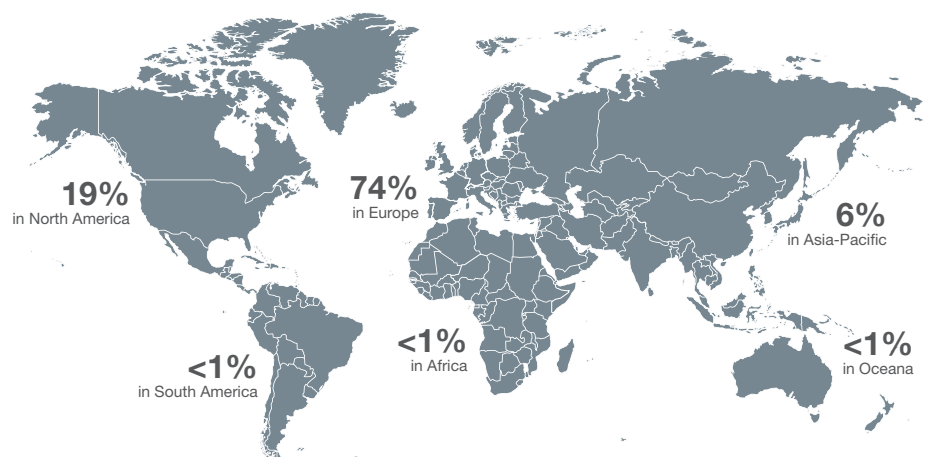 19%
in North America
74%
in Europe
6%
in Asia-Pacific
<1%
in South America
<1%
in Africa
<1%
in Oceana